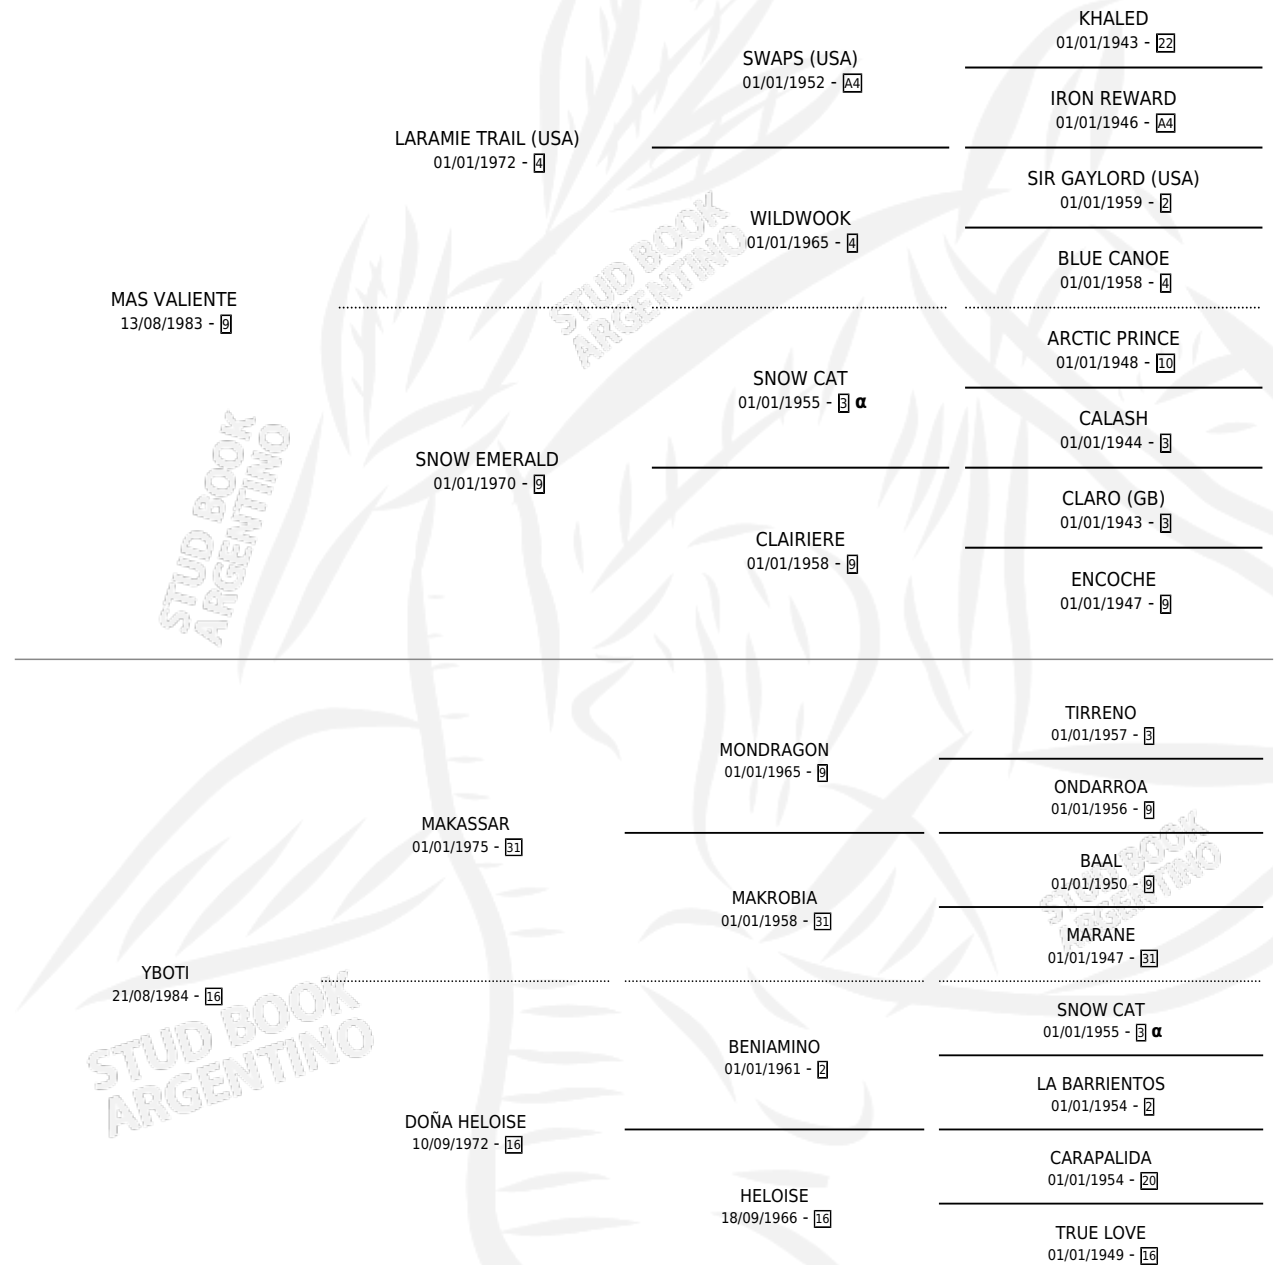 KHALED
01/01/1943 - 22
SWAPS (USA)
01/01/1952 - A4
IRON REWARD
01/01/1946 - A4
LARAMIE TRAIL (USA)
01/01/1972 - 4
SIR GAYLORD (USA)
01/01/1959 - 2
WILDWOOK
01/01/1965 - 4
BLUE CANOE
01/01/1958 - 4
MAS VALIENTE
13/08/1983 - 9
STUD BOOK
ARGENTINO
ARCTIC PRINCE
01/01/1948 - 10
SNOW CAT
01/01/1955 - 3 α
CALASH
01/01/1944 - 3
SNOW EMERALD
01/01/1970 - 9
CLARO (GB)
01/01/1943 - 3
CLAIRIERE
01/01/1958 - 9
ENCOCHE
01/01/1947 - 9
STUD BOOK
ARGENTINO
TIRRENO
01/01/1957 - 3
MONDRAGON
01/01/1965 - 9
ONDARROA
01/01/1956 - 9
MAKASSAR
01/01/1975 - 31
BAAL
01/01/1950 - 9
MAKROBIA
01/01/1958 - 31
MARANE
01/01/1947 - 31
STUD BOOK
ARGENTINO
YBOTI
21/08/1984 - 16
SNOW CAT
01/01/1955 - 3 α
BENIAMINO
01/01/1961 - 2
LA BARRIENTOS
01/01/1954 - 2
STUD BOOK
ARGENTINO
DOÑA HELOISE
10/09/1972 - 16
CARAPALIDA
01/01/1954 - 20
HELOISE
18/09/1966 - 16
TRUE LOVE
01/01/1949 - 16